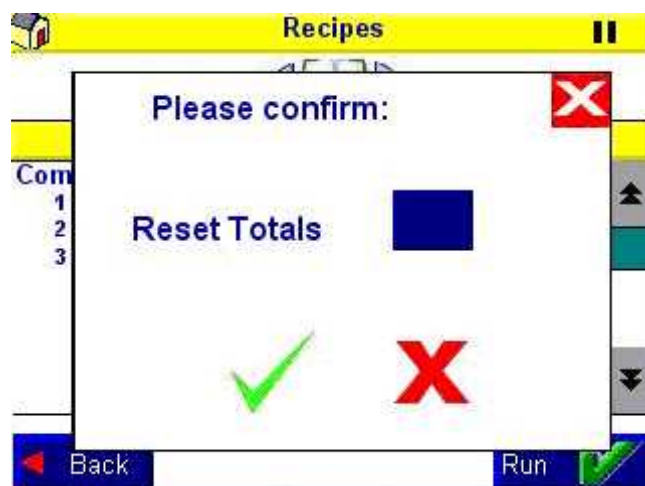 Recipes
Please confirm:
Com
1
2
3
Reset Totals
Back
Run